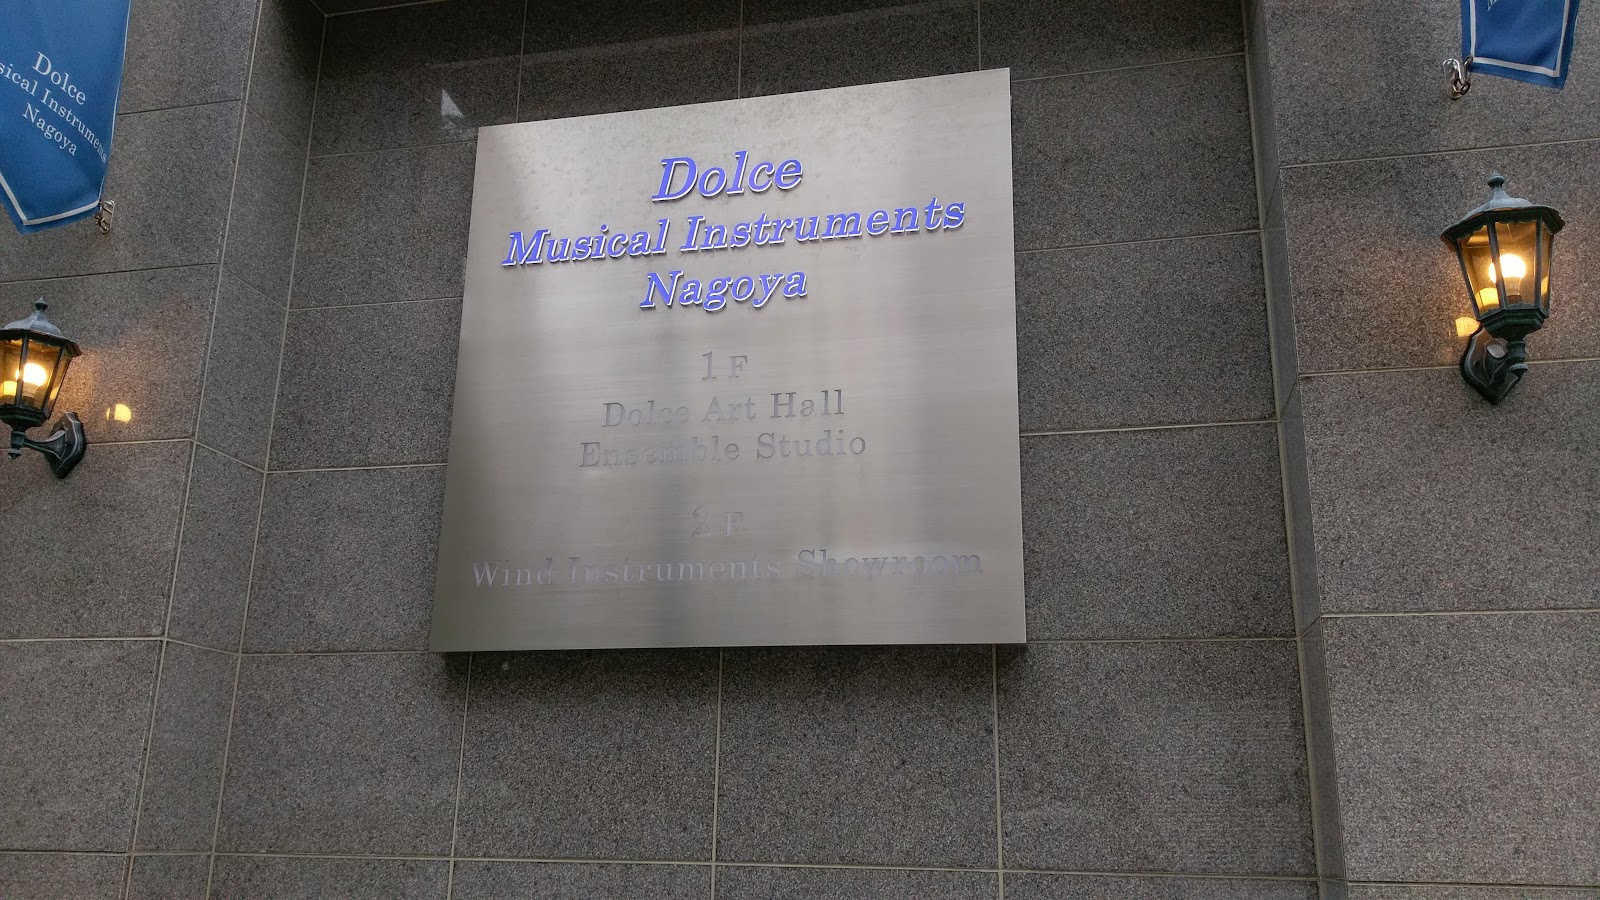 Dolce
sical Instruments
Nagoya
Dolce
Musical Instruments
Nagoya
1F
Dolce Art Hall
Ensemble Studio
2F
Wind Instruments Showroom